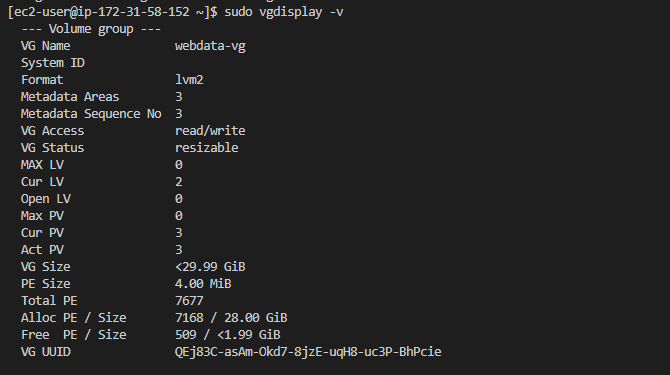 [ec2-user@ip-172-31-58-152 ~]$ sudo vgdisplay -v
--- Volume group ---
VG Name webdata-vg
System ID
Format lvm2
Metadata Areas 3
Metadata Sequence No 3
VG Access read/write
VG Status resizable
MAX LV 0
Cur LV 2
Open LV 0
Max PV 0
Cur PV 3
Act PV 3
VG Size <29.99 GiB
PE Size 4.00 MiB
Total PE 7677
Alloc PE / Size 7168 / 28.00 GiB
Free PE / Size 509 / <1.99 GiB
VG UUID QEj83C-asAm-Okd7-8jzE-uqH8-uc3P-BhPcie